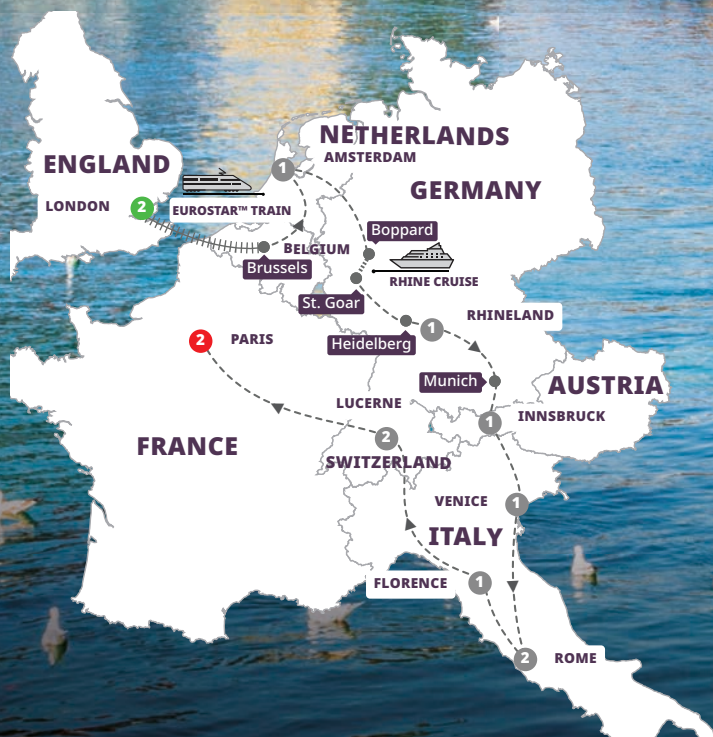 NETHERLANDS
AMSTERDAM
1
ENGLAND
GERMANY
LONDON
2
EUROSTAR™ TRAIN
Boppard
BELGIUM
Brussels
RHINE CRUISE
St. Goar
RHINELAND
1
Heidelberg
2
PARIS
Munich
AUSTRIA
LUCERNE
INNSBRUCK
1
2
FRANCE
SWITZERLAND
VENICE
1
ITALY
FLORENCE
1
2
ROME